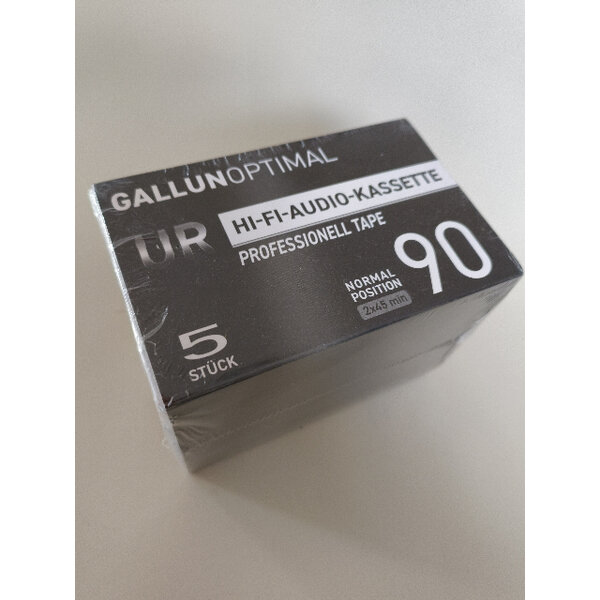 GALLUNOPTIMAL
UR
HI-FI-AUDIO-KASSETTE
PROFESSIONELL TAPE
NORMAL
POSITION
90
2x45 min
5
STÜCK